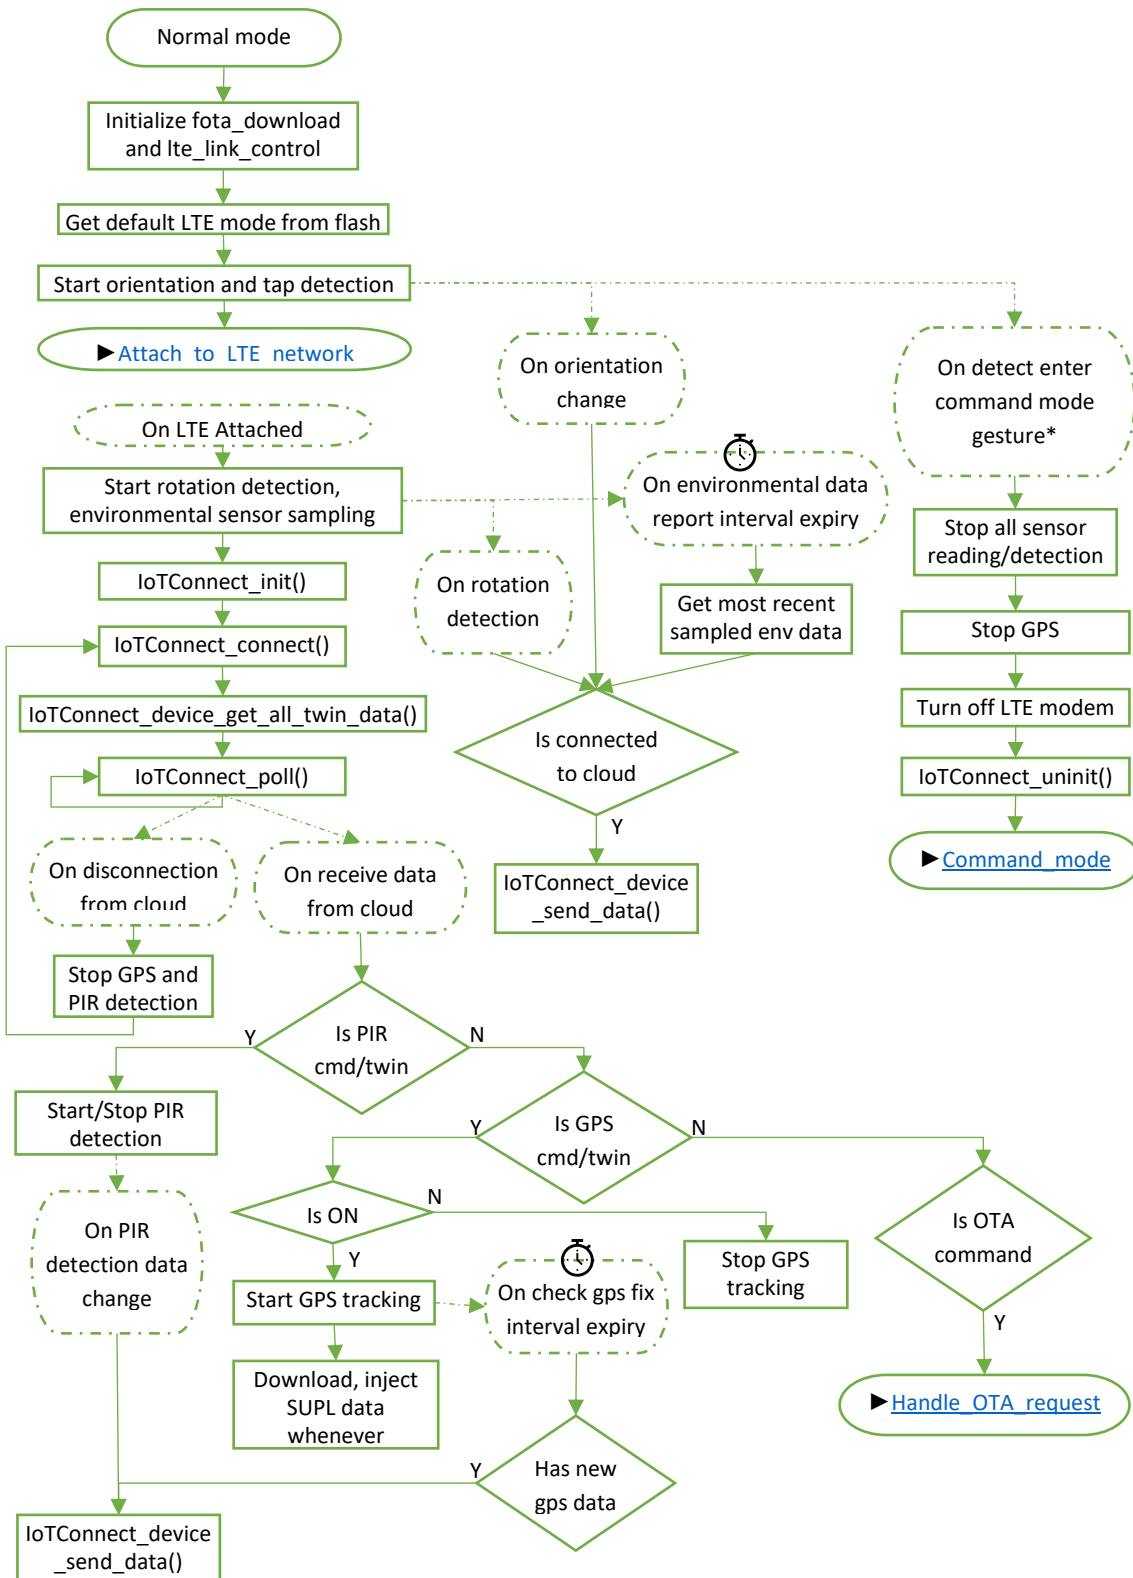 Normal mode
Initialize fota_download
and lte_link_control
Get default LTE mode from flash
Start orientation and tap detection
►Attach to LTE network
On orientation
change
On detect enter
command mode
gesture*
On LTE Attached
Start rotation detection,
environmental sensor sampling
On environmental data
report interval expiry
Stop all sensor
reading/detection
IoTConnect_init()
On rotation
detection
Get most recent
sampled env data
Stop GPS
IoTConnect_connect()
IoTConnect_device_get_all_twin_data()
Turn off LTE modem
Is connected
to cloud
IoTConnect_poll()
IoTConnect_uninit()
Y
On disconnection
from cloud
On receive data
from cloud
IoTConnect_device
_send_data()
►Command_mode
Stop GPS and
PIR detection
Y
Is PIR
cmd/twin
N
Start/Stop PIR
detection
Y
Is GPS
cmd/twin
N
N
Is ON
Y
Is OTA
command
On PIR
detection data
change
Stop GPS
tracking
Start GPS tracking
On check gps fix
interval expiry
Y
Download, inject
SUPL data
whenever
►Handle_OTA_request
Y
Has new
gps data
IoTConnect_device
_send_data()